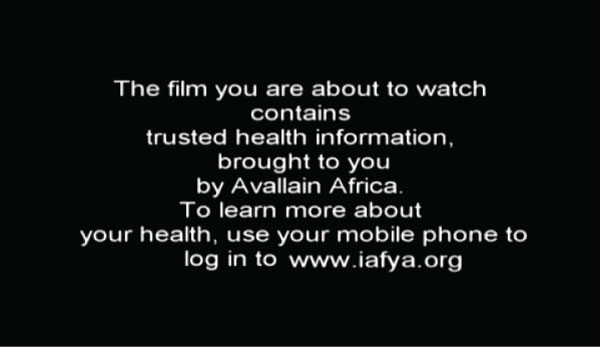 The film you are about to watch
contains
trusted health information,
brought to you
by Avallain Africa.
To learn more about
your health, use your mobile phone to
log in to www.iafya.org